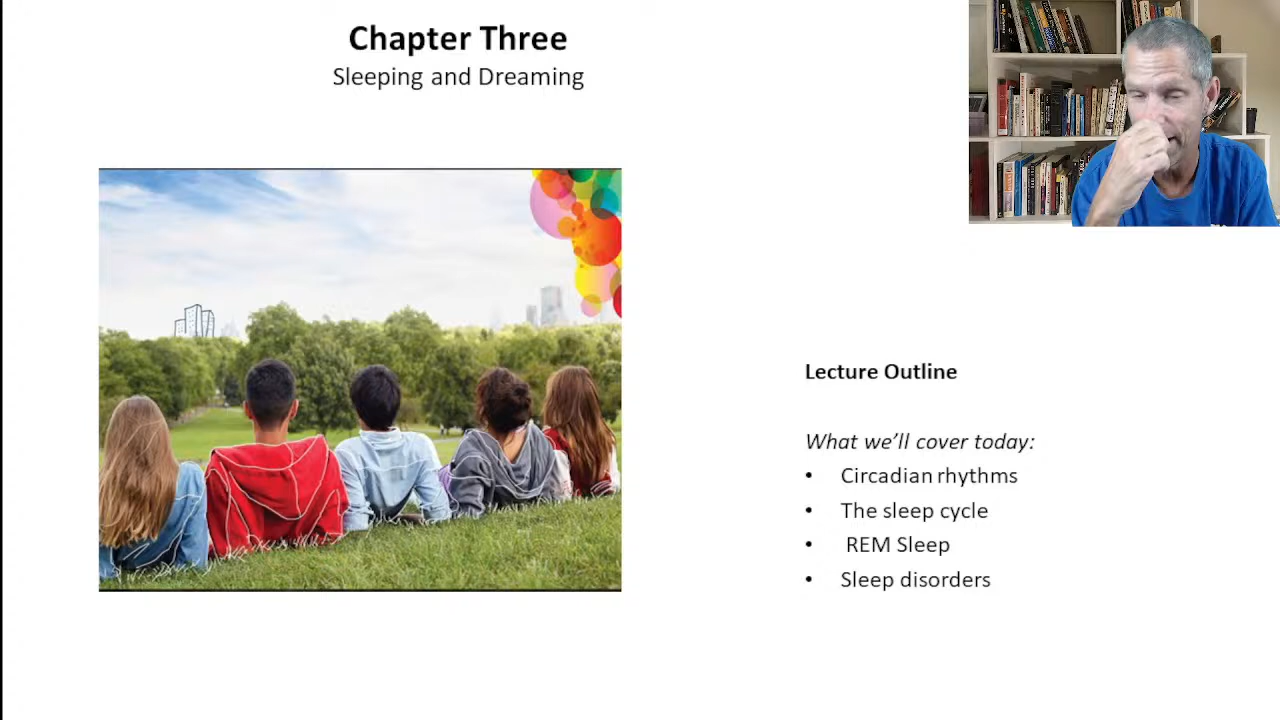 Chapter Three
Sleeping and Dreaming
Lecture Outline
What we'll cover today:
• Circadian rhythms
• The sleep cycle
• REM Sleep
• Sleep disorders